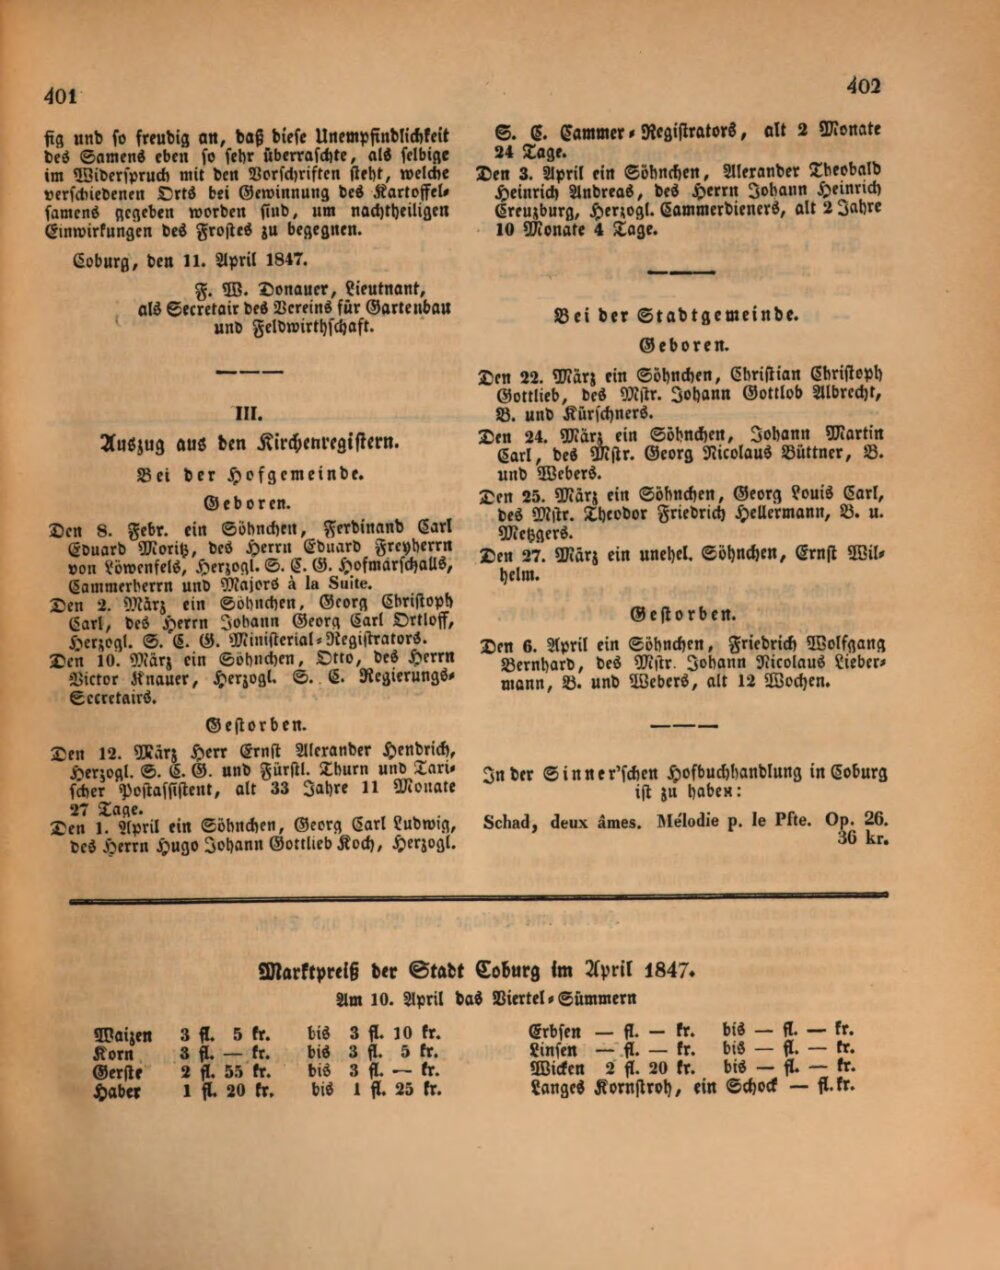 401
ßig und so freudig an, daß diese Unempfindlichkeit
des Samens eben so sehr überraschte, als selbige
im Widerspruch mit den Vorschriften steht, welche
verschiedenen Orts bei Gewinnung des Kartoffel-
samens gegeben worden sind, um nachtheiligen
Einwirkungen des Frostes zu begegnen.
Coburg, den 11. April 1847.
F. W. Donauer, Lieutnant,
als Secretair des Vereins für Gartenbau
und Feldwirthschaft.
III.
Auszug aus den Kirchenregistern.
Bei der Hofgemeinde.
Geboren.
Den 8. Febr. ein Söhnchen, Ferdinand Carl
Eduard Moritz, des Herrn Eduard Freyherrn
von Löwenfels, Herzogl. S. C. G. Hofmarschalls,
Cammerherrn und Majors à la Suite.
Den 2. März ein Söhnchen, Georg Christoph
Carl, des Herrn Johann Georg Carl Ortloff,
Herzogl. S. C. G. Ministerial-Registrators.
Den 10. März ein Söhnchen, Otto, des Herrn
Victor Knauer, Herzogl. S. C. Regierungs-
Secretairs.
Gestorben.
Den 12. März Herr Ernst Alexander Hendrich,
Herzogl. S. C. G. und Fürstl. Thurn und Taxi-
scher Postassistent, alt 33 Jahre 11 Monate
27 Tage.
Den 1. April ein Söhnchen, Georg Carl Ludwig,
des Herrn Hugo Johann Gottlieb Koch, Herzogl.
402
S. C. Cammer-Registrators, alt 2 Monate
24 Tage.
Den 3. April ein Söhnchen, Alexander Theobald
Heinrich Andreas, des Herrn Johann Heinrich
Creuzburg, Herzogl. Cammerdieners, alt 2 Jahre
10 Monate 4 Tage.
Bei der Stadtgemeinde.
Geboren.
Den 22. März ein Söhnchen, Christian Christoph
Gottlieb, des Mstr. Johann Gottlob Albrecht,
B. und Kürschners.
Den 24. März ein Söhnchen, Johann Martin
Carl, des Mstr. Georg Nicolaus Büttner, B.
und Webers.
Den 25. März ein Söhnchen, Georg Louis Carl,
des Mstr. Theodor Friedrich Hellermann, B. u.
Metzgers.
Den 27. März ein unehel. Söhnchen, Ernst Wil-
helm.
Gestorben.
Den 6. April ein Söhnchen, Friedrich Wolfgang
Bernhard, des Mstr. Johann Nicolaus Lieber-
mann, B. und Webers, alt 12 Wochen.
In der Sinner'schen Hofbuchhandlung in Coburg
ist zu haben:
Schad, deux âmes. Mélodie p. le Pfte. Op. 26.
36 kr.
Marktpreiß der Stadt Coburg im April 1847.
Am 10. April das Viertel-Sümmern
Waizen 3 fl. 5 kr. bis 3 fl. 10 kr.
Korn 3 fl. — kr. bis 3 fl. 5 kr.
Gerste 2 fl. 55 kr. bis 3 fl. — kr.
Haber 1 fl. 20 kr. bis 1 fl. 25 kr.
Erbsen — fl. — kr. bis — fl. — kr.
Linsen — fl. — kr. bis — fl. — kr.
Wicken 2 fl. 20 kr. bis — fl. — kr.
Langes Kornstroh, ein Schock — fl. kr.